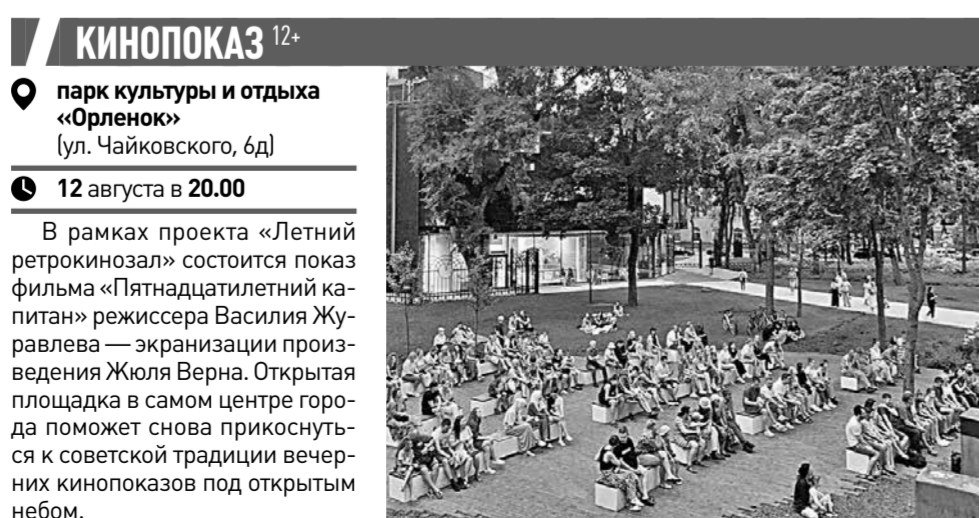 КИНОПОКАЗ 12+
парк культуры и отдыха
«Орленок»
(ул. Чайковского, 6д)
12 августа в 20.00
В рамках проекта «Летний
ретрокинозал» состоится показ
фильма «Пятнадцатилетний ка-
питан» режиссера Василия Жу-
равлева — экранизации произ-
ведения Жюля Верна. Открытая
площадка в самом центре горо-
да поможет снова прикоснуть-
ся к советской традиции вечер-
них кинопоказов под открытым
небом.